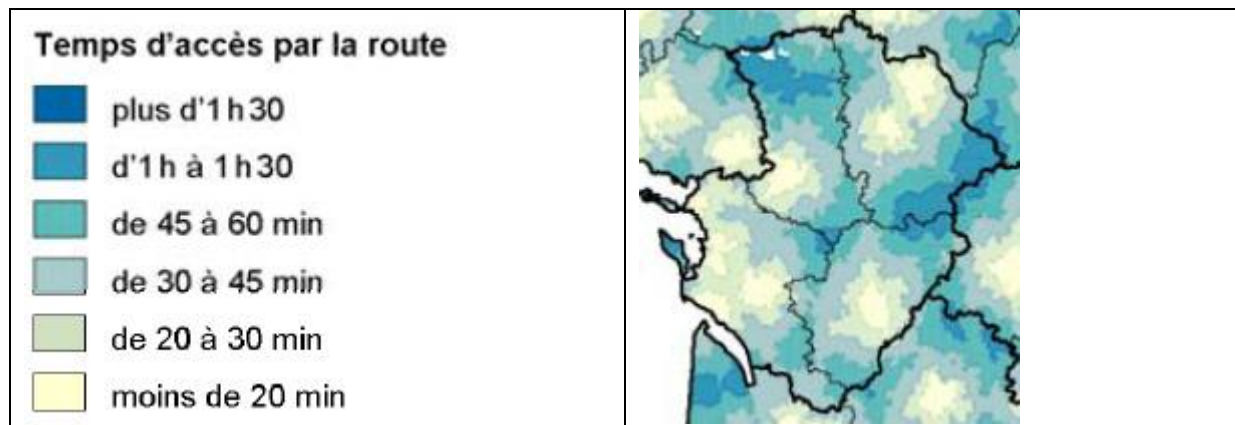 Temps d'accès par la route
plus d'1 h 30
d'1h à 1 h 30
de 45 à 60 min
de 30 à 45 min
de 20 à 30 min
moins de 20 min